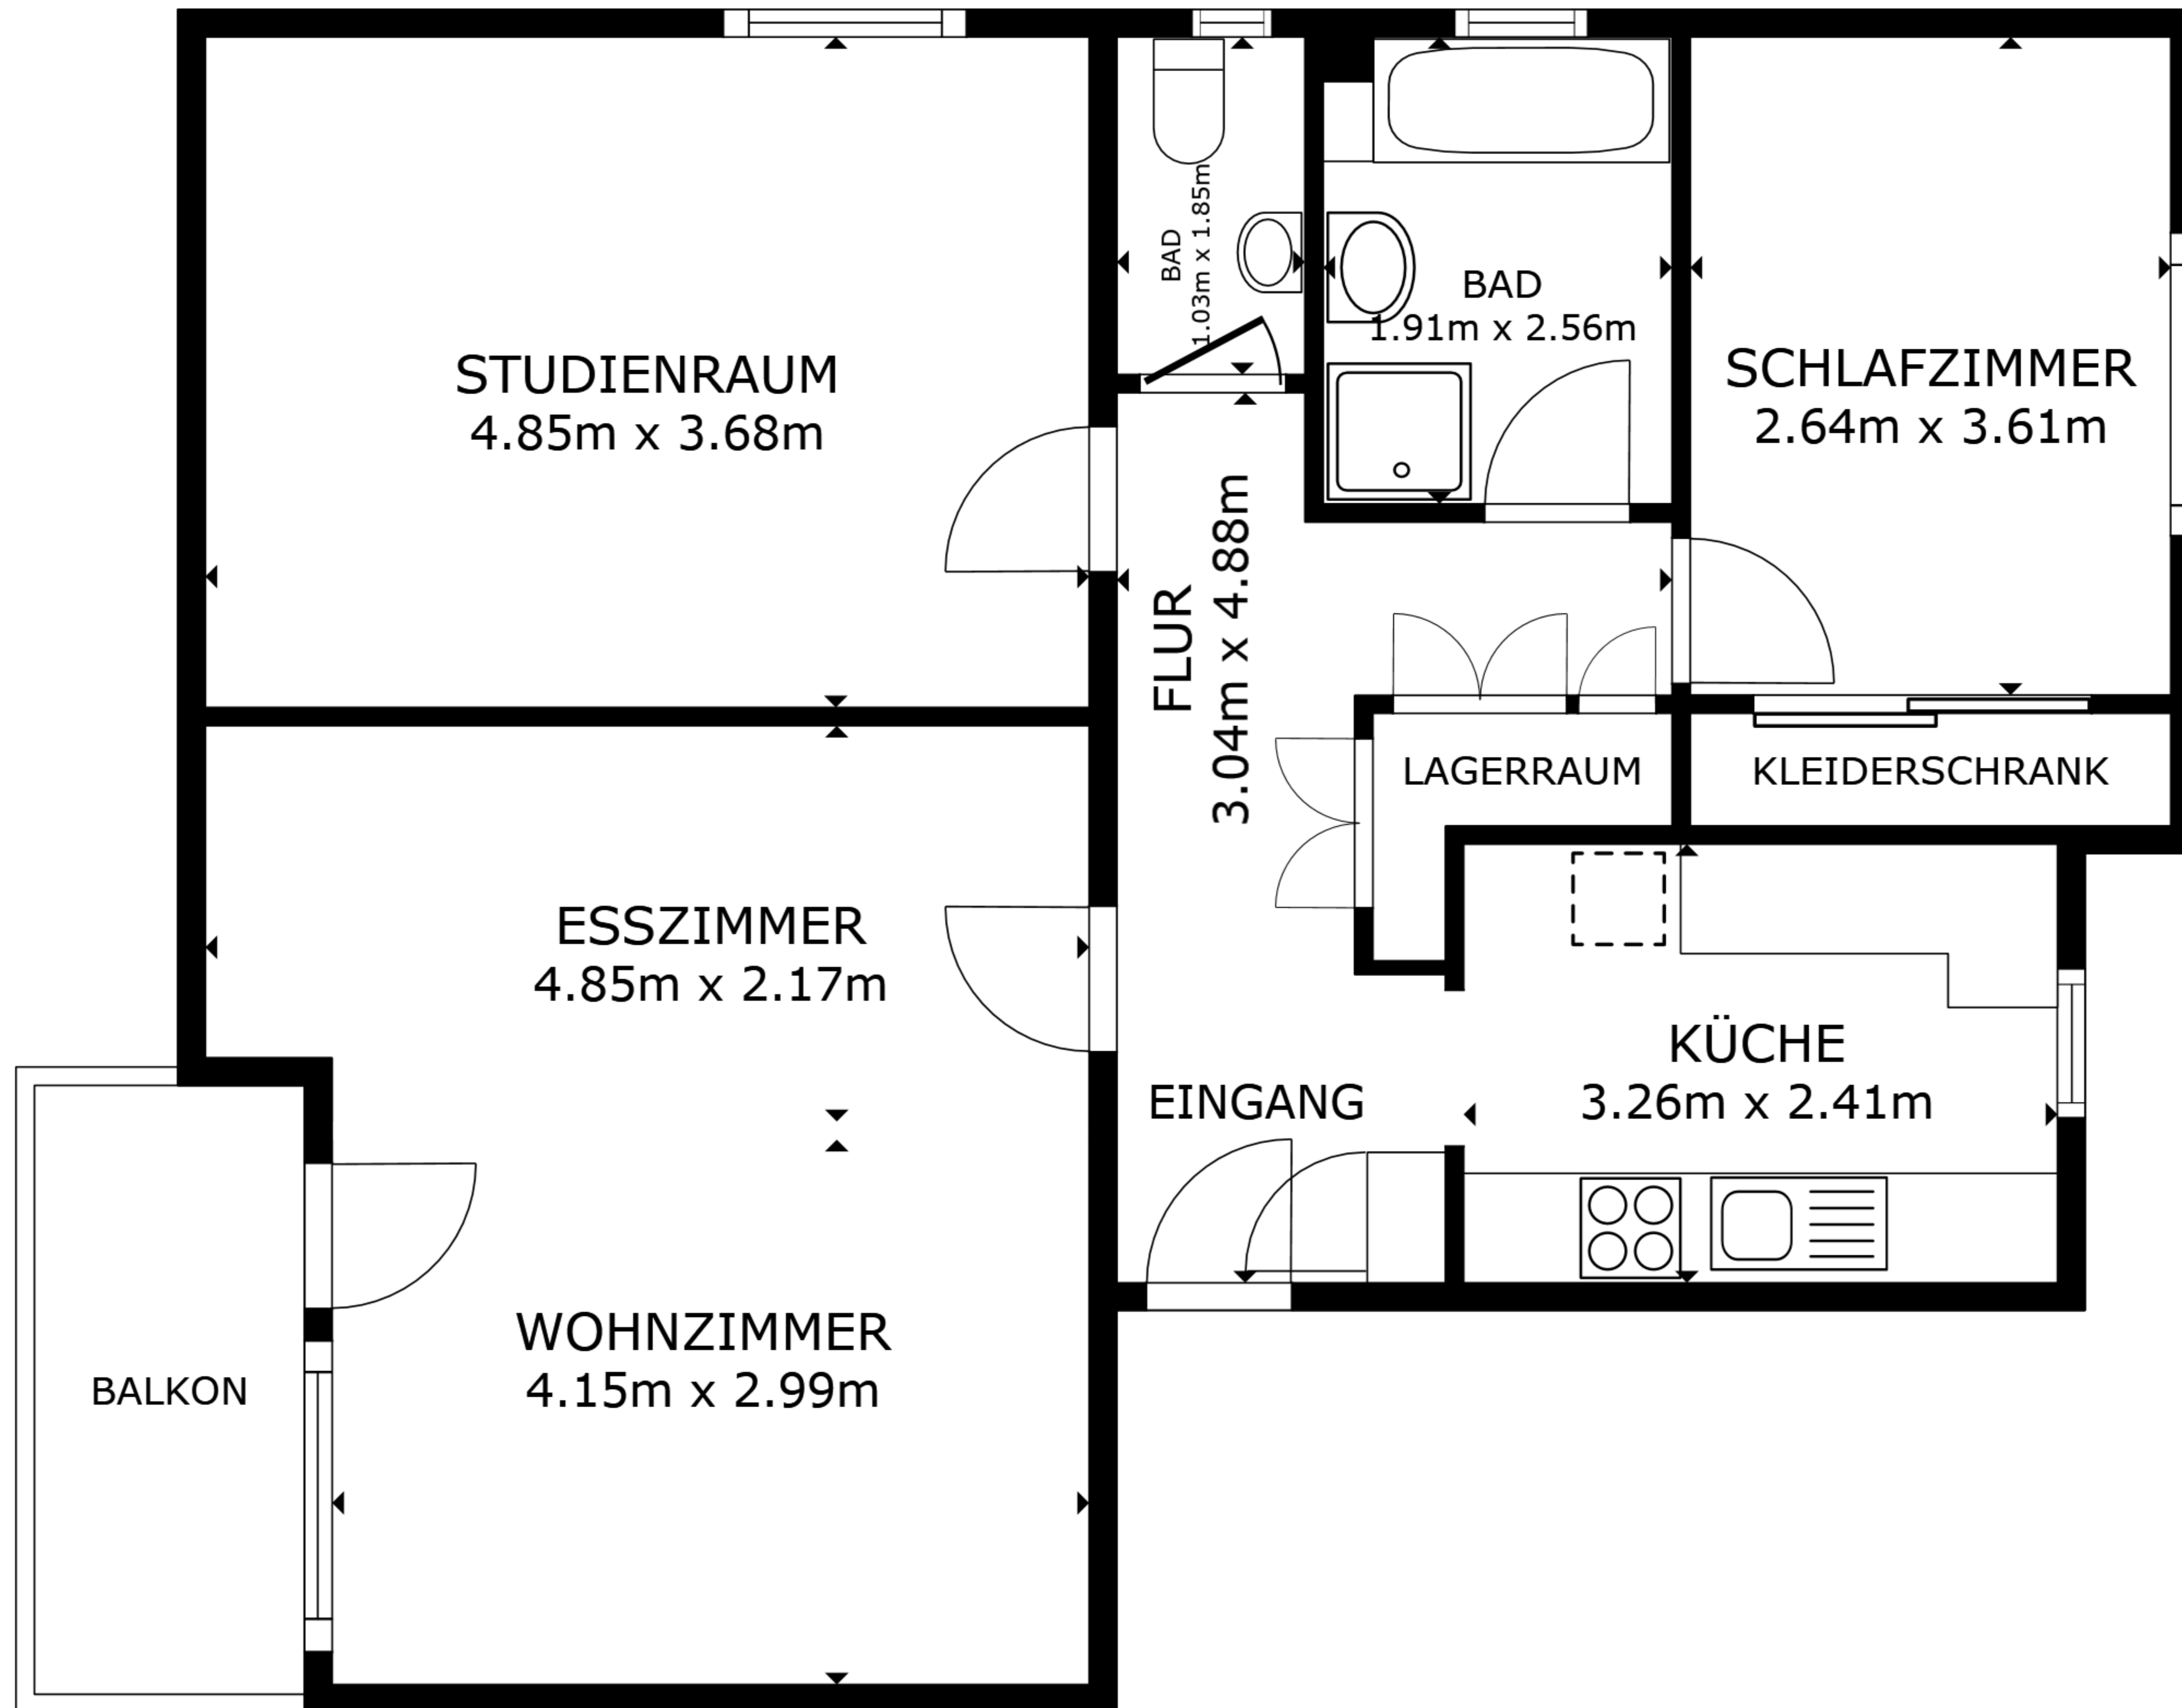 STUDIENRAUM
4.85m x 3.68m
BAD
1.03m x 1.85m
BAD
1.91m x 2.56m
SCHLAFZIMMER
2.64m x 3.61m
FLUR
3.04m x 4.88m
LAGERRAUM
KLEIDERSCHRANK
ESSZIMMER
4.85m x 2.17m
KÜCHE
3.26m x 2.41m
EINGANG
WOHNZIMMER
4.15m x 2.99m
BALKON